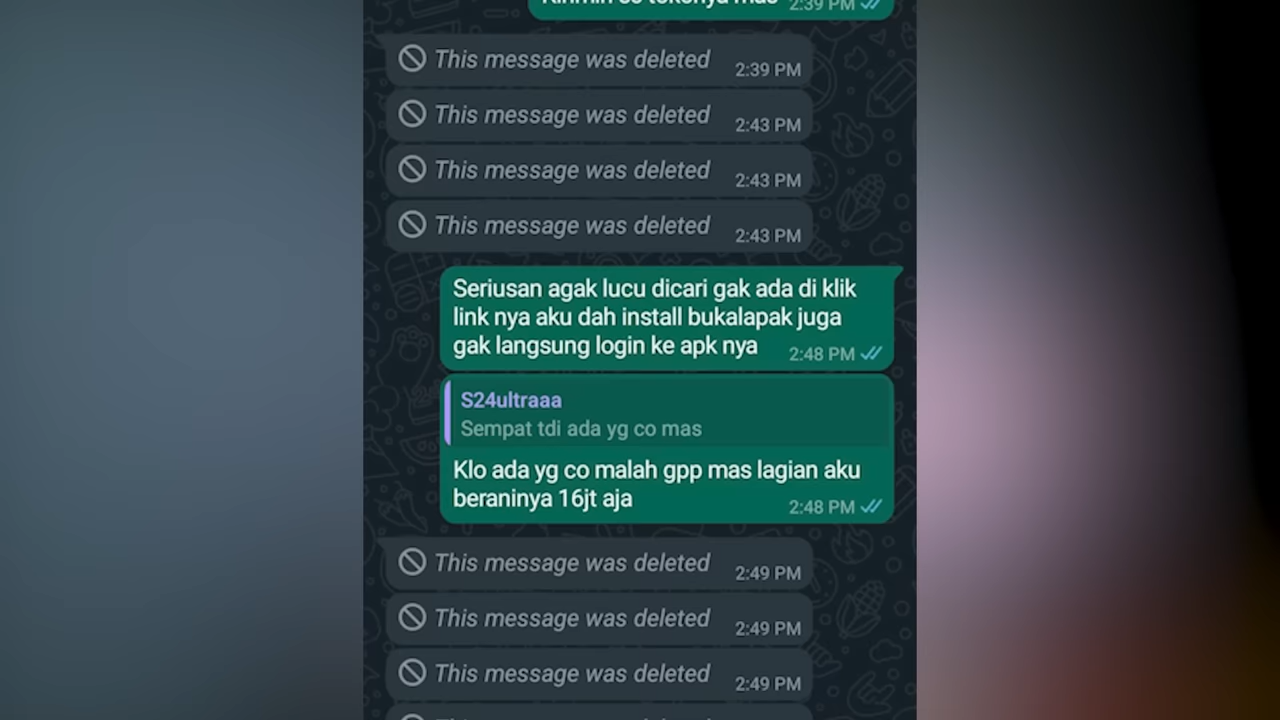 2:39 PM
This message was deleted 2:39 PM
This message was deleted 2:43 PM
This message was deleted 2:43 PM
This message was deleted 2:43 PM
Seriusan agak lucu dicari gak ada di klik
link nya aku dah install bukalapak juga
gak langsung login ke apk nya 2:48 PM
S24ultraaa
Sempat tdi ada yg co mas
Klo ada yg co malah gpp mas lagian aku
beraninya 16jt aja 2:48 PM
This message was deleted 2:49 PM
This message was deleted 2:49 PM
This message was deleted 2:49 PM